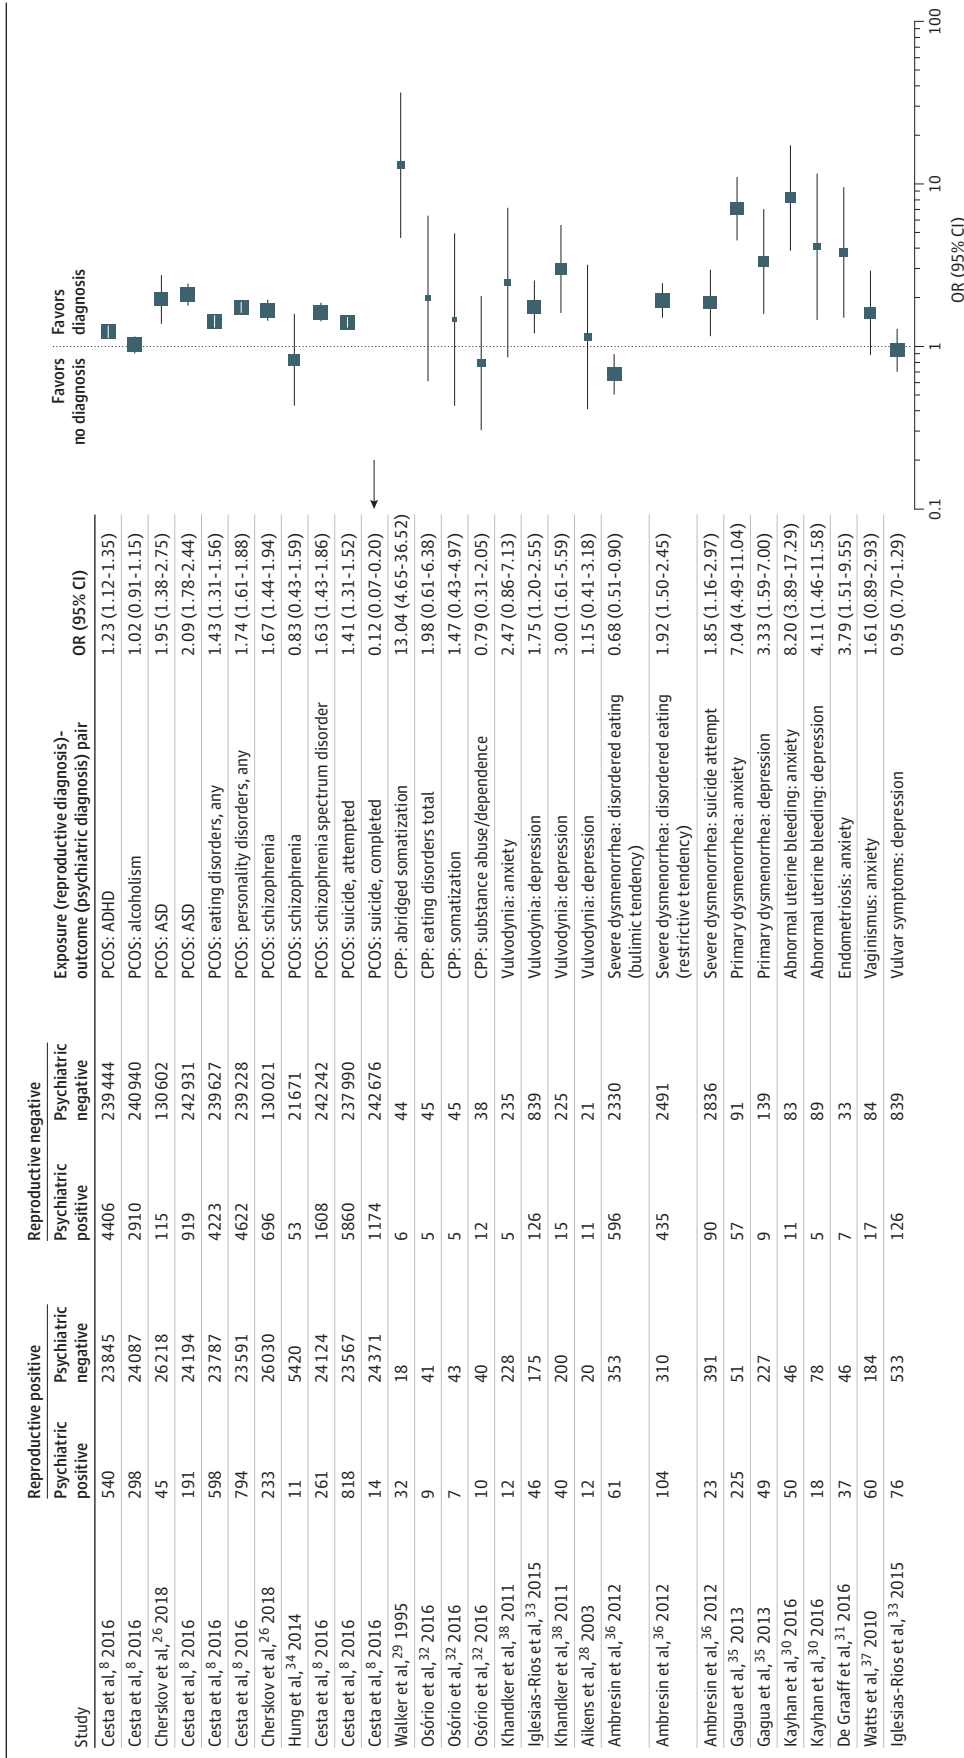 Reproductive positive Reproductive negative
Study Psychiatric positive Psychiatric negative Psychiatric positive Psychiatric negative Exposure (reproductive diagnosis)-outcome (psychiatric diagnosis) pair OR (95% CI) Favors no diagnosis Favors diagnosis
Cesta et al,8 2016 540 23845 4406 239444 PCOS: ADHD 1.23 (1.12-1.35)
Cesta et al,8 2016 298 24087 2910 240940 PCOS: alcoholism 1.02 (0.91-1.15)
Cherskov et al,26 2018 45 26218 115 130602 PCOS: ASD 1.95 (1.38-2.75)
Cesta et al,8 2016 191 24194 919 242931 PCOS: ASD 2.09 (1.78-2.44)
Cesta et al,8 2016 598 23787 4223 239627 PCOS: eating disorders, any 1.43 (1.31-1.56)
Cesta et al,8 2016 794 23591 4622 239228 PCOS: personality disorders, any 1.74 (1.61-1.88)
Cherskov et al,26 2018 233 26030 696 130021 PCOS: schizophrenia 1.67 (1.44-1.94)
Hung et al,34 2014 11 5420 53 21671 PCOS: schizophrenia 0.83 (0.43-1.59)
Cesta et al,8 2016 261 24124 1608 242242 PCOS: schizophrenia spectrum disorder 1.63 (1.43-1.86)
Cesta et al,8 2016 818 23567 5860 237990 PCOS: suicide, attempted 1.41 (1.31-1.52)
Cesta et al,8 2016 14 24371 1174 242676 PCOS: suicide, completed 0.12 (0.07-0.20)
Walker et al,29 1995 32 18 6 44 CPP: abridged somatization 13.04 (4.65-36.52)
Osório et al,32 2016 9 41 5 45 CPP: eating disorders total 1.98 (0.61-6.38)
Osório et al,32 2016 7 43 5 45 CPP: somatization 1.47 (0.43-4.97)
Osório et al,32 2016 10 40 12 38 CPP: substance abuse/dependence 0.79 (0.31-2.05)
Khandker et al,38 2011 12 228 5 235 Vulvodynia: anxiety 2.47 (0.86-7.13)
Iglesias-Rios et al,33 2015 46 175 126 839 Vulvodynia: depression 1.75 (1.20-2.55)
Khandker et al,38 2011 40 200 15 225 Vulvodynia: depression 3.00 (1.61-5.59)
Aikens et al,28 2003 12 20 11 21 Vulvodynia: depression 1.15 (0.41-3.18)
Ambresin et al,36 2012 61 353 596 2330 Severe dysmenorrhea: disordered eating 0.68 (0.51-0.90)
(bulimic tendency)
Ambresin et al,36 2012 104 310 435 2491 Severe dysmenorrhea: disordered eating 1.92 (1.50-2.45)
(restrictive tendency)
Ambresin et al,36 2012 23 391 90 2836 Severe dysmenorrhea: suicide attempt 1.85 (1.16-2.97)
Gagua et al,35 2013 225 51 57 91 Primary dysmenorrhea: anxiety 7.04 (4.49-11.04)
Gagua et al,35 2013 49 227 9 139 Primary dysmenorrhea: depression 3.33 (1.59-7.00)
Kayhan et al,30 2016 50 46 11 83 Abnormal uterine bleeding: anxiety 8.20 (3.89-17.29)
Kayhan et al,30 2016 18 78 5 89 Abnormal uterine bleeding: depression 4.11 (1.46-11.58)
De Graaff et al,31 2016 37 46 7 33 Endometriosis: anxiety 3.79 (1.51-9.55)
Watts et al,37 2010 60 184 17 84 Vaginismus: anxiety 1.61 (0.89-2.93)
Iglesias-Rios et al,33 2015 76 533 126 839 Vulvar symptoms: depression 0.95 (0.70-1.29)
0.1 1 10 100
OR (95% CI)